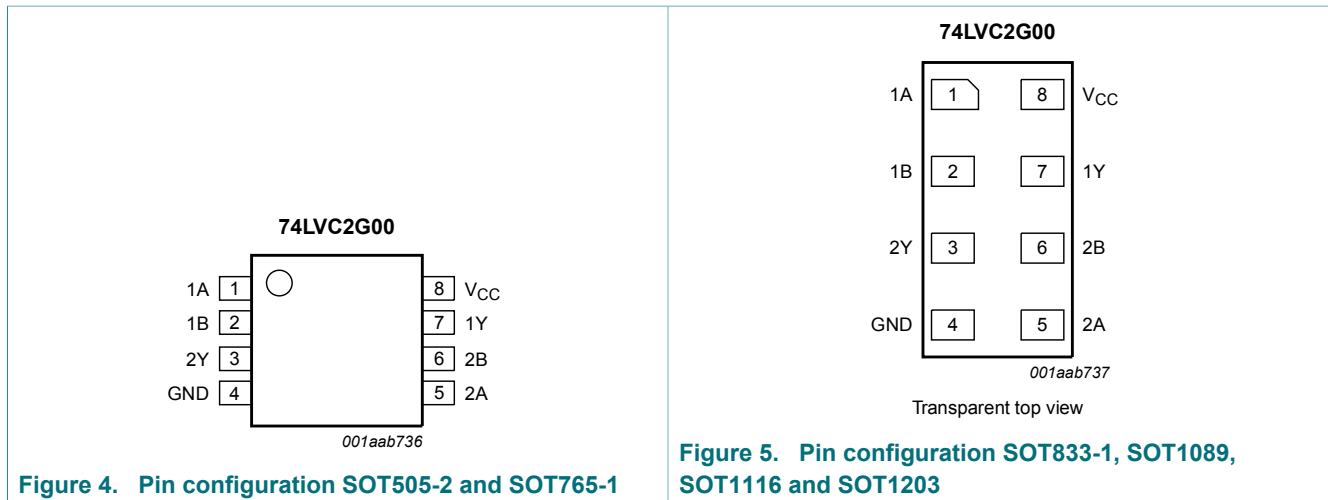 74LVC2G00
1A 1
1B 2
2Y 3
GND 4
8 VCC
7 1Y
6 2B
5 2A
001aab736
Figure 4. Pin configuration SOT505-2 and SOT765-1
74LVC2G00
1A 1 8 VCC
1B 2 7 1Y
2Y 3 6 2B
GND 4 5 2A
001aab737
Transparent top view
Figure 5. Pin configuration SOT833-1, SOT1089,
SOT1116 and SOT1203